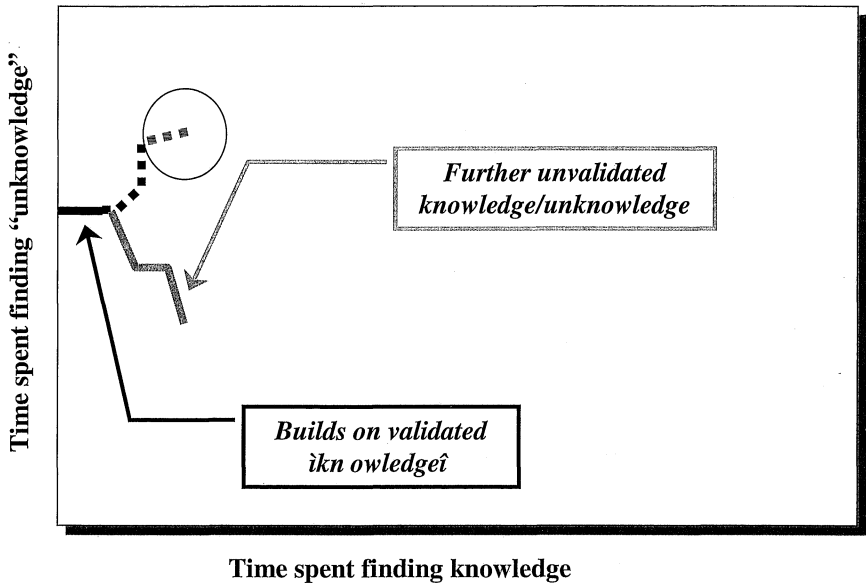 Time spent finding “unknowledge”
Further unvalidated
knowledge/unknowledge
Builds on validated
ìkn owledgeî
Time spent finding knowledge